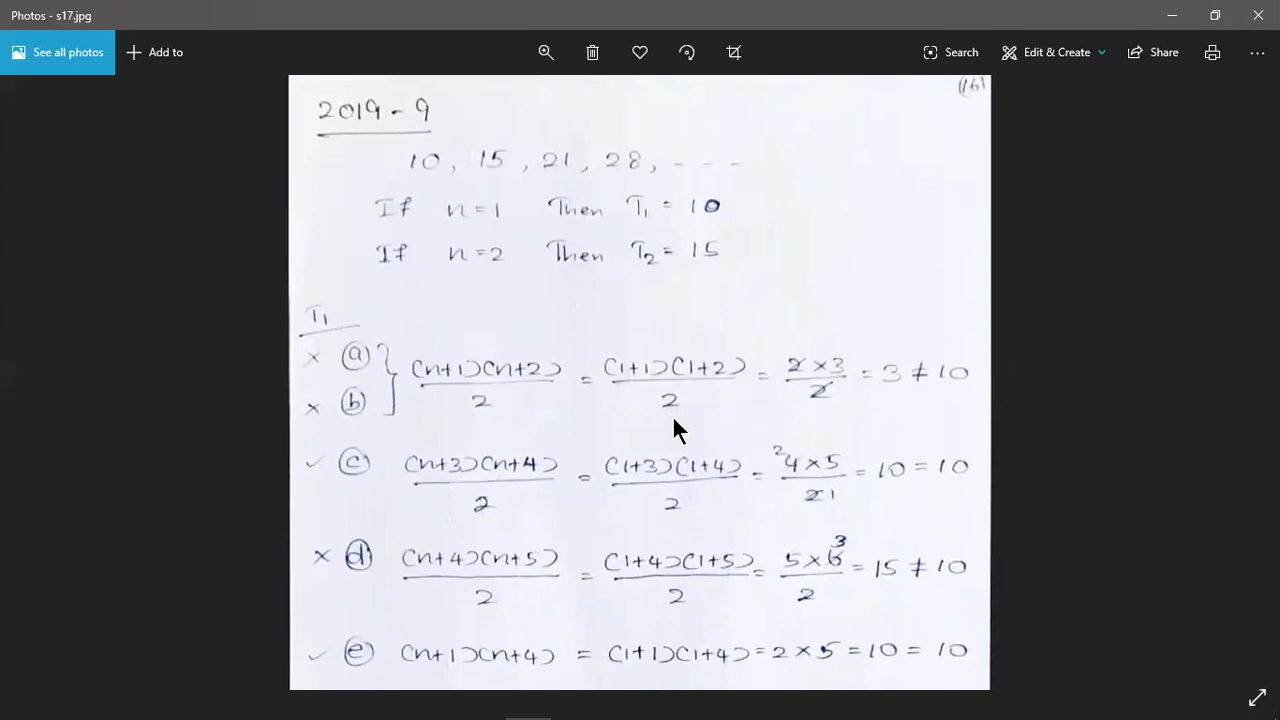 Photos - s17.jpg
See all photos Add to Search Edit & Create Share
(16)
2019 - 9
10, 15, 21, 28, - - -
If n=1 Then T₁ = 10
If n=2 Then T₂ = 15
T₁
× (a) } (n+1)(n+2)/2 = (1+1)(1+2)/2 = 2×3/2 = 3 ≠ 10
× (b)
✓ (c) (n+3)(n+4)/2 = (1+3)(1+4)/2 = ²4×5/2 1 = 10 = 10
× (d) (n+4)(n+5)/2 = (1+4)(1+5)/2 = 5×6³/2 = 15 ≠ 10
✓ (e) (n+1)(n+4) = (1+1)(1+4) = 2×5 = 10 = 10